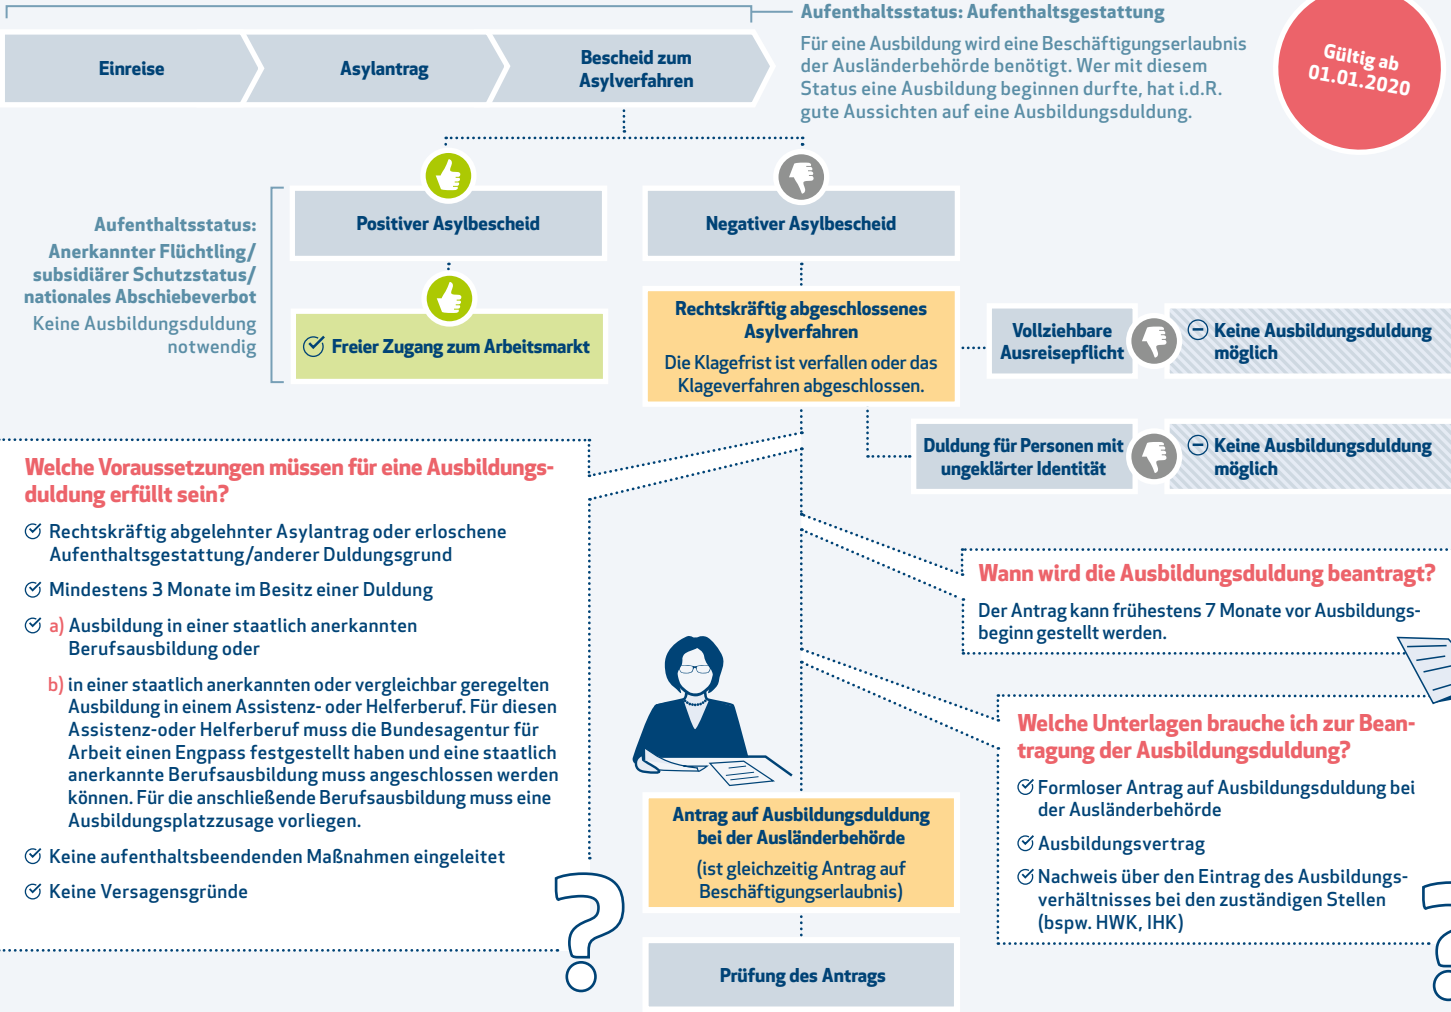 Aufenthaltsstatus: Aufenthaltsgestattung
Für eine Ausbildung wird eine Beschäftigungserlaubnis
der Ausländerbehörde benötigt. Wer mit diesem
Status eine Ausbildung beginnen durfte, hat i.d.R.
gute Aussichten auf eine Ausbildungsduldung.
Gültig ab
01.01.2020
Einreise
Asylantrag
Bescheid zum
Asylverfahren
Aufenthaltsstatus:
Anerkannter Flüchtling/
subsidiärer Schutzstatus/
nationales Abschiebeverbot
Keine Ausbildungsduldung
notwendig
Positiver Asylbescheid
Freier Zugang zum Arbeitsmarkt
Negativer Asylbescheid
Rechtskräftig abgeschlossenes
Asylverfahren
Die Klagefrist ist verfallen oder das
Klageverfahren abgeschlossen.
Vollziehbare
Ausreisepflicht
Keine Ausbildungsduldung
möglich
Duldung für Personen mit
ungeklärter Identität
Keine Ausbildungsduldung
möglich
Welche Voraussetzungen müssen für eine Ausbildungs-
duldung erfüllt sein?
Rechtskräftig abgelehnter Asylantrag oder erloschene
Aufenthaltsgestattung/anderer Duldungsgrund
Mindestens 3 Monate im Besitz einer Duldung
a) Ausbildung in einer staatlich anerkannten
Berufsausbildung oder
b) in einer staatlich anerkannten oder vergleichbar geregelten
Ausbildung in einem Assistenz- oder Helferberuf. Für diesen
Assistenz-oder Helferberuf muss die Bundesagentur für
Arbeit einen Engpass festgestellt haben und eine staatlich
anerkannte Berufsausbildung muss angeschlossen werden
können. Für die anschließende Berufsausbildung muss eine
Ausbildungsplatzzusage vorliegen.
Keine aufenthaltsbeendenden Maßnahmen eingeleitet
Keine Versagensgründe
?
Wann wird die Ausbildungsduldung beantragt?
Der Antrag kann frühestens 7 Monate vor Ausbildungs-
beginn gestellt werden.
Welche Unterlagen brauche ich zur Bean-
tragung der Ausbildungsduldung?
Formloser Antrag auf Ausbildungsduldung bei
der Ausländerbehörde
Ausbildungsvertrag
Nachweis über den Eintrag des Ausbildungs-
verhältnisses bei den zuständigen Stellen
(bspw. HWK, IHK)
?
Antrag auf Ausbildungsduldung
bei der Ausländerbehörde
(ist gleichzeitig Antrag auf
Beschäftigungserlaubnis)
Prüfung des Antrags